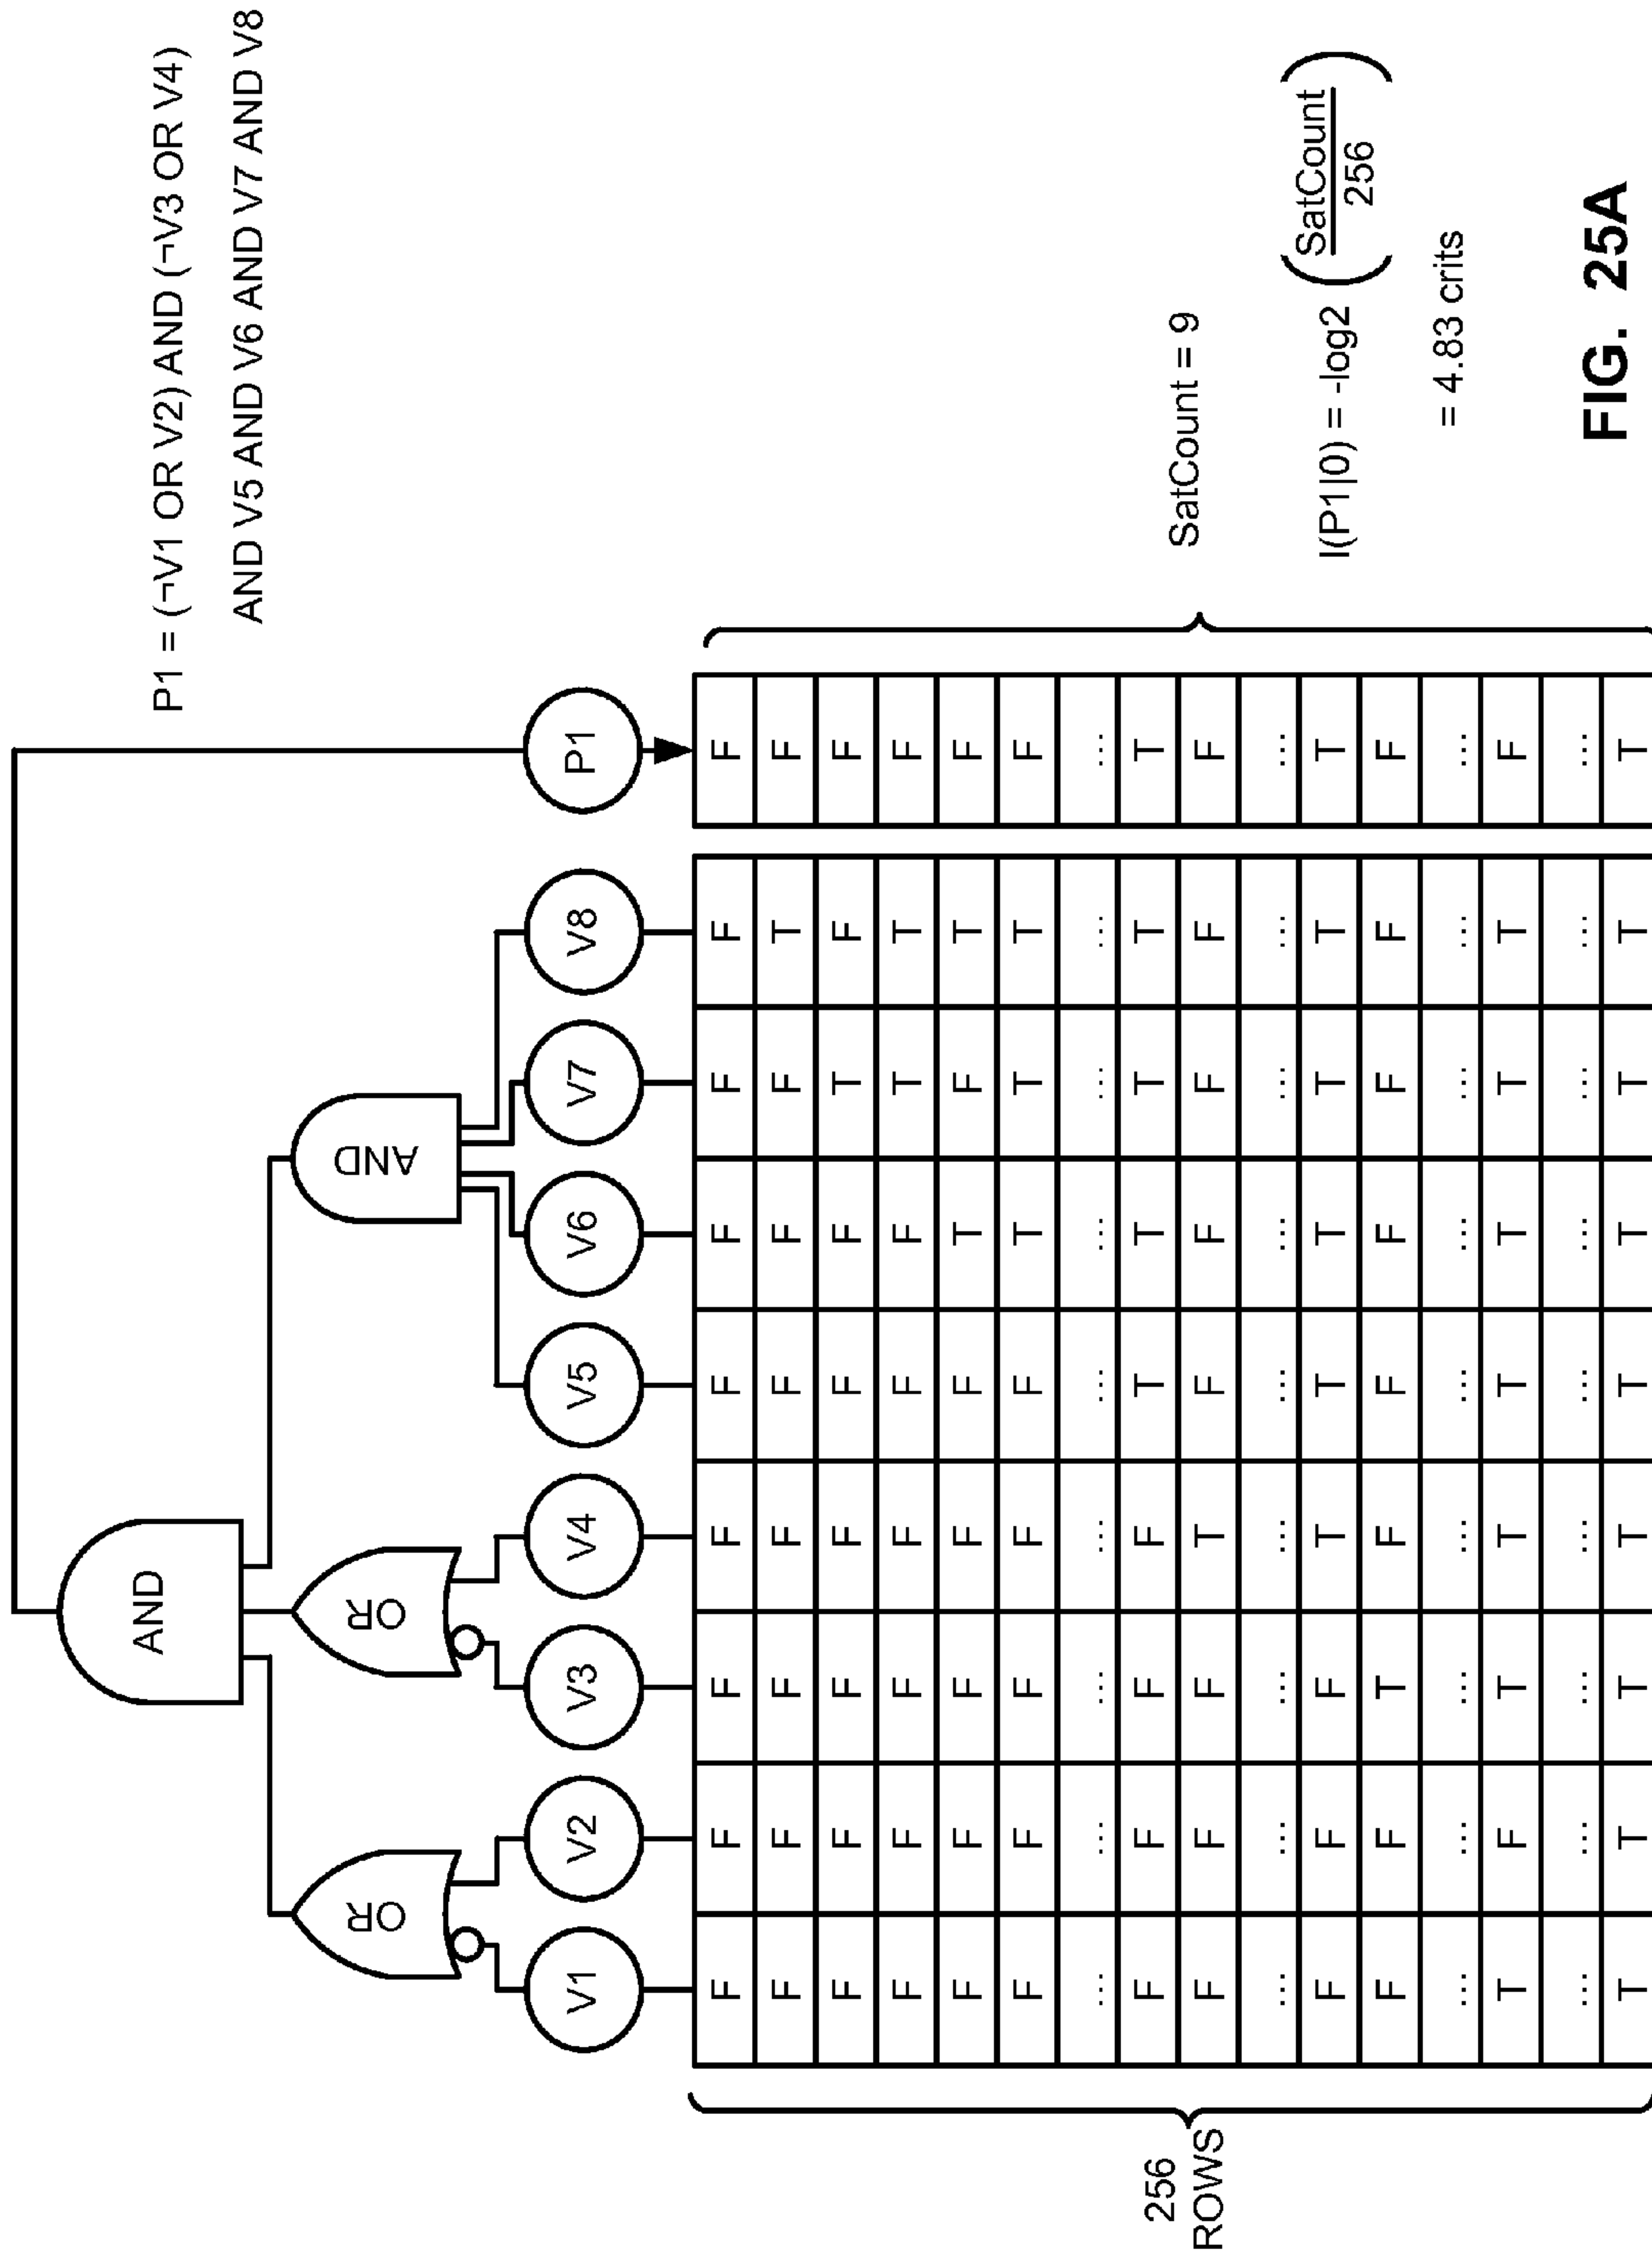 P1 = (¬V1 OR V2) AND (¬V3 OR V4)
AND V5 AND V6 AND V7 AND V8
AND
OR
OR
AND
V1 V2 V3 V4 V5 V6 V7 V8 P1
F F F F F F F F F
F F F F F F F T F
F F F F F F T F F
F F F F F F T T F
F F F F F T F T F
F F F F F T T T F
... ... ... ... ... ... ... ... ...
F F F F T T T T T
F F F T F F F F F
... ... ... ... ... ... ... ... ...
F F F T T T T T T
F F T F F F F F F
... ... ... ... ... ... ... ... ...
T F T T T T T T F
... ... ... ... ... ... ... ... ...
T T T T T T T T T
256
ROWS
SatCount = 9
I(P1|0) = -log2 (SatCount
256)
= 4.83 crits
FIG. 25A